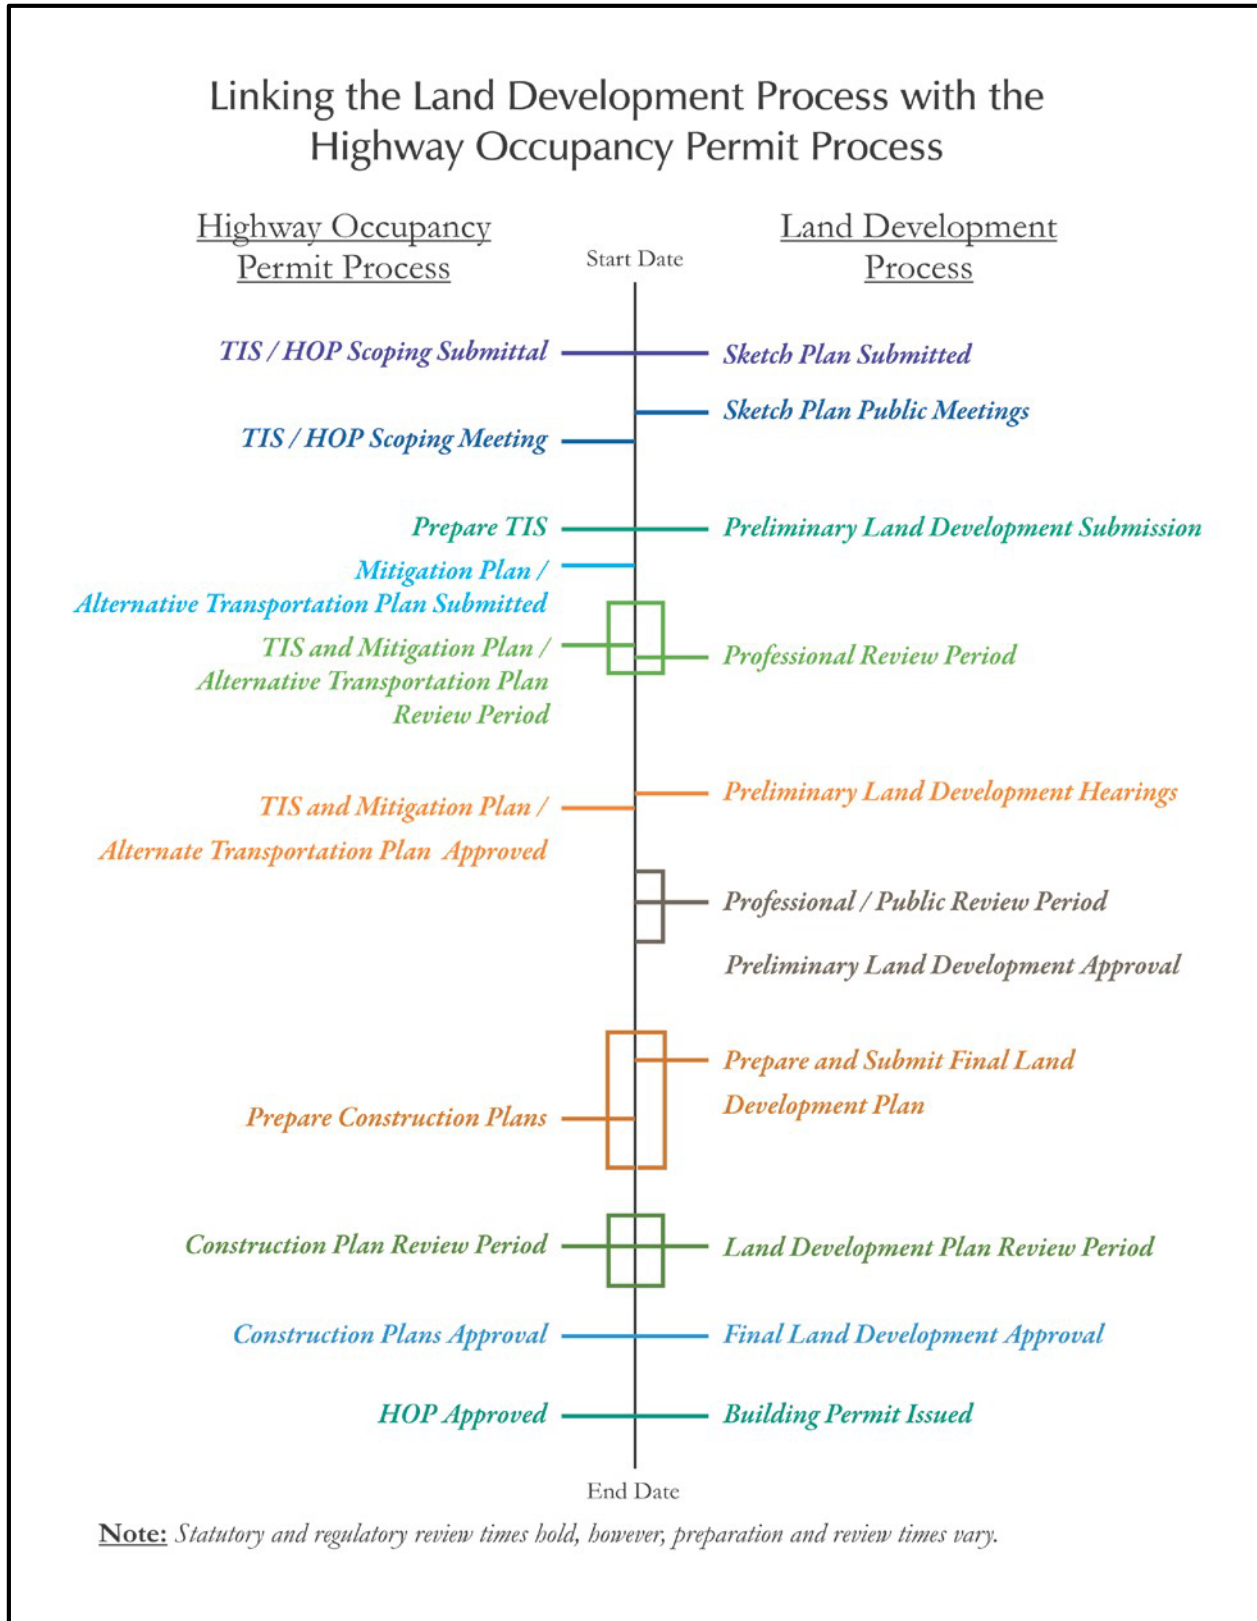 Linking the Land Development Process with the
Highway Occupancy Permit Process
Highway Occupancy
Permit Process
Start Date
Land Development
Process
TIS / HOP Scoping Submittal
Sketch Plan Submitted
Sketch Plan Public Meetings
TIS / HOP Scoping Meeting
Prepare TIS
Preliminary Land Development Submission
Mitigation Plan /
Alternative Transportation Plan Submitted
TIS and Mitigation Plan /
Alternative Transportation Plan
Review Period
Professional Review Period
Preliminary Land Development Hearings
TIS and Mitigation Plan /
Alternate Transportation Plan Approved
Professional / Public Review Period
Preliminary Land Development Approval
Prepare and Submit Final Land
Development Plan
Prepare Construction Plans
Construction Plan Review Period
Land Development Plan Review Period
Construction Plans Approval
Final Land Development Approval
HOP Approved
Building Permit Issued
End Date
Note: Statutory and regulatory review times hold, however, preparation and review times vary.